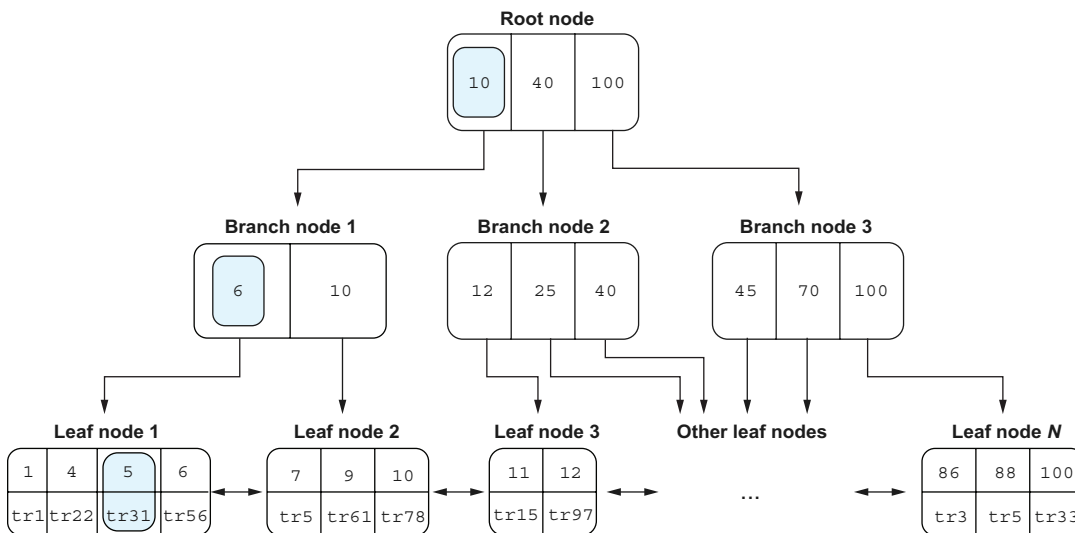 Root node
10 40 100
Branch node 1 Branch node 2 Branch node 3
6 10 12 25 40 45 70 100
Leaf node 1 Leaf node 2 Leaf node 3 Other leaf nodes Leaf node N
1 4 5 6 7 9 10 11 12 ... 86 88 100
tr1 tr22 tr31 tr56 tr5 tr61 tr78 tr15 tr97 tr3 tr5 tr33